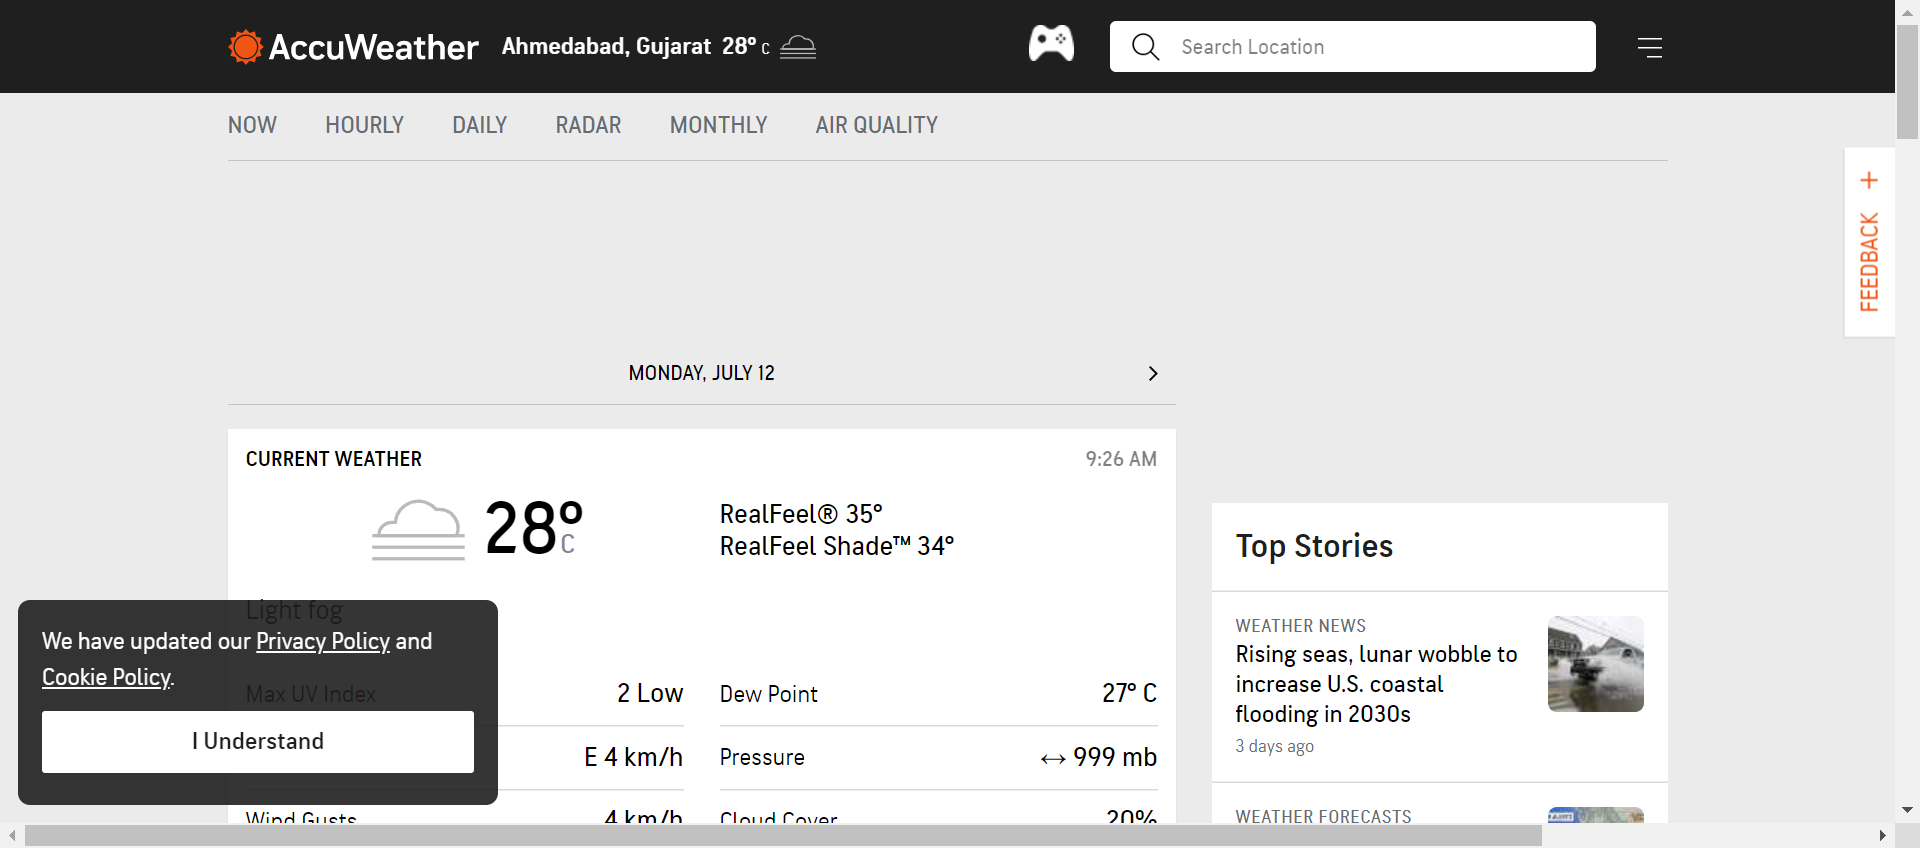 AccuWeather
Ahmedabad, Gujarat 28° C
Search Location
NOW HOURLY DAILY RADAR MONTHLY AIR QUALITY
FEEDBACK +
MONDAY, JULY 12
CURRENT WEATHER
9:26 AM
28° C
RealFeel® 35°
RealFeel Shade™ 34°
Light fog
Max UV Index 2 Low
E 4 km/h
Wind Gusts 4 km/h
Dew Point 27° C
Pressure ↔ 999 mb
Cloud Cover 20%
We have updated our Privacy Policy and
Cookie Policy.
I Understand
Top Stories
WEATHER NEWS
Rising seas, lunar wobble to
increase U.S. coastal
flooding in 2030s
3 days ago
WEATHER FORECASTS